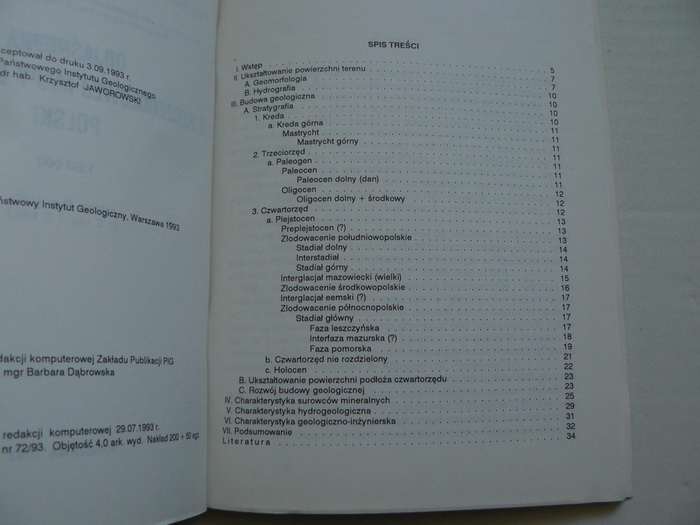 ceptował do druku 3.09.1993 r.
Państwowego Instytutu Geologicznego
dr hab. Krzysztof JAWOROWSKI
ństwowy Instytut Geologiczny, Warszawa 1993
dakcji komputerowej Zakładu Publikacji PIG
mgr Barbara Dąbrowska
redakcji komputerowej 29.07.1993 r.
nr 72/93. Objętość 4,0 ark. wyd. Nakład 200 + 50 egz.
SPIS TREŚCI
I. Wstęp 5
II. Ukształtowanie powierzchni terenu 7
A. Geomorfologia 7
B. Hydrografia 10
III. Budowa geologiczna 10
A. Stratygrafia 10
1. Kreda 10
a. Kreda górna 11
Mastrycht 11
Mastrycht górny 11
2. Trzeciorzęd 11
a. Paleogen 11
Paleocen 11
Paleocen dolny (dan) 11
Oligocen 12
Oligocen dolny + środkowy 12
3. Czwartorzęd 12
a. Plejstocen 13
Preplejstocen (?) 13
Zlodowacenie południowopolskie 13
Stadiał dolny 14
Interstadiał 14
Stadiał górny 14
Interglacjał mazowiecki (wielki) 15
Zlodowacenie środkowopolskie 16
Interglacjał eemski (?) 17
Zlodowacenie północnopolskie 17
Stadiał główny 17
Faza leszczyńska 17
Interfaza mazurska (?) 18
Faza pomorska 19
b. Czwartorzęd nie rozdzielony 21
c. Holocen 22
B. Ukształtowanie powierzchni podłoża czwartorzędu 23
C. Rozwój budowy geologicznej 23
IV. Charakterystyka surowców mineralnych 25
V. Charakterystyka hydrogeologiczna 29
VI. Charakterystyka geologiczno-inżynierska 31
VII. Podsumowanie 32
Literatura 34